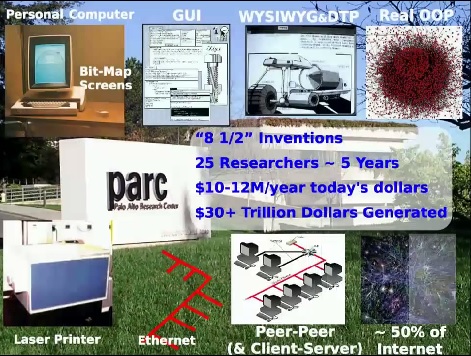 Personal Computer
GUI
WYSIWYG&DTP
Real OOP
Bit-Map
Screens
"8 1/2" Inventions
25 Researchers ~ 5 Years
$10-12M/year today's dollars
$30+ Trillion Dollars Generated
parc
Palo Alto Research Center
Laser Printer
Ethernet
Peer-Peer
(& Client-Server)
~ 50% of
Internet